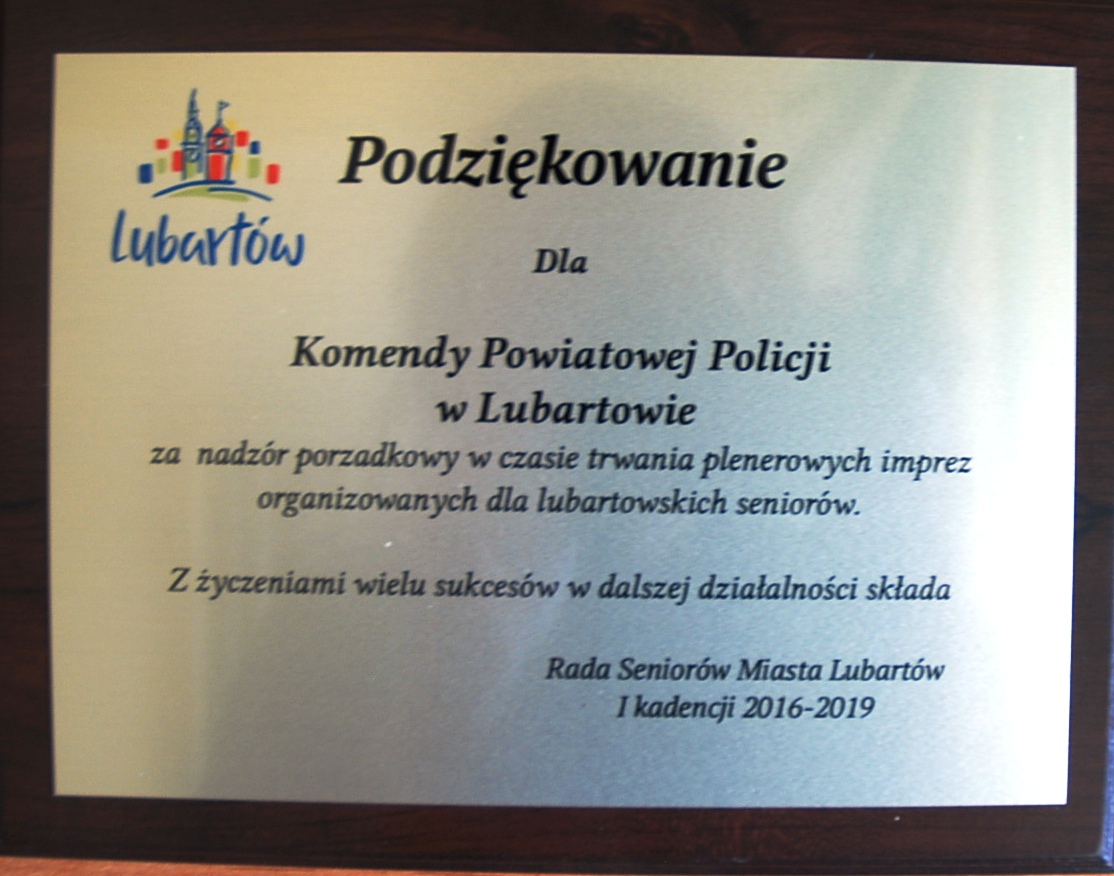 Lubartów
Podziękowanie
Dla
Komendy Powiatowej Policji
w Lubartowie
za nadzór porzadkowy w czasie trwania plenerowych imprez
organizowanych dla lubartowskich seniorów.
Z życzeniami wielu sukcesów w dalszej działalności składa
Rada Seniorów Miasta Lubartów
I kadencji 2016-2019